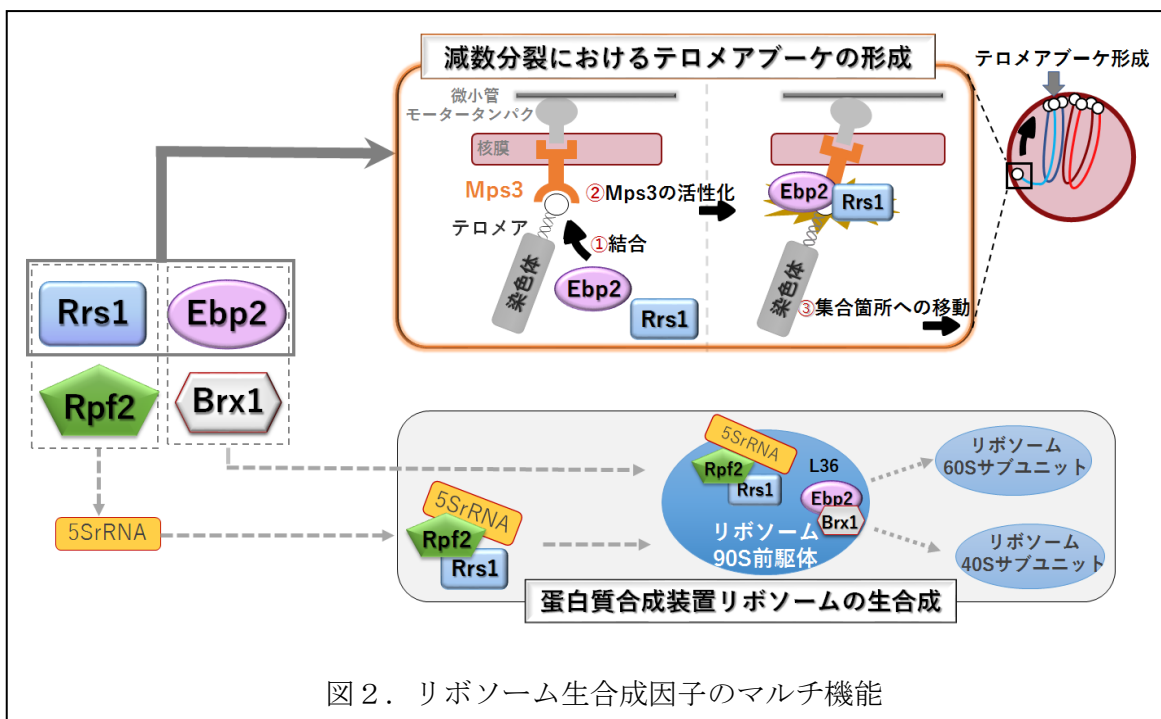 減数分裂におけるテロメアブーケの形成
テロメアブーケ形成
微小管
モータータンパク
核膜
Mps3
②Mps3の活性化
テロメア
①結合
染色体
Ebp2
Rrs1
Ebp2
Rrs1
染色体
③集合箇所への移動
Rrs1
Ebp2
Rpf2
Brx1
5SrRNA
5SrRNA
Rpf2
Rrs1
5SrRNA
Rpf2
Rrs1
L36
Ebp2
Brx1
リボソーム
90S前駆体
リボソーム
60Sサブユニット
リボソーム
40Sサブユニット
蛋白質合成装置リボソームの生合成
図２．リボソーム生合成因子のマルチ機能